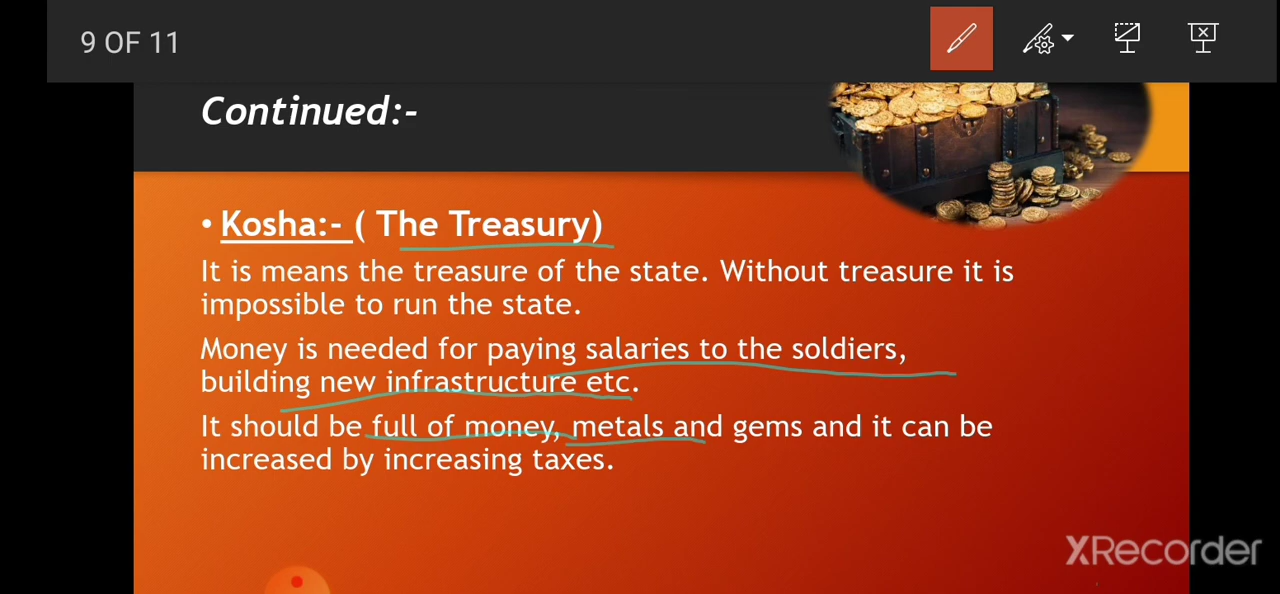 9 OF 11
Continued:-
• Kosha:- ( The Treasury)
It is means the treasure of the state. Without treasure it is
impossible to run the state.
Money is needed for paying salaries to the soldiers,
building new infrastructure etc.
It should be full of money, metals and gems and it can be
increased by increasing taxes.
XRecorder